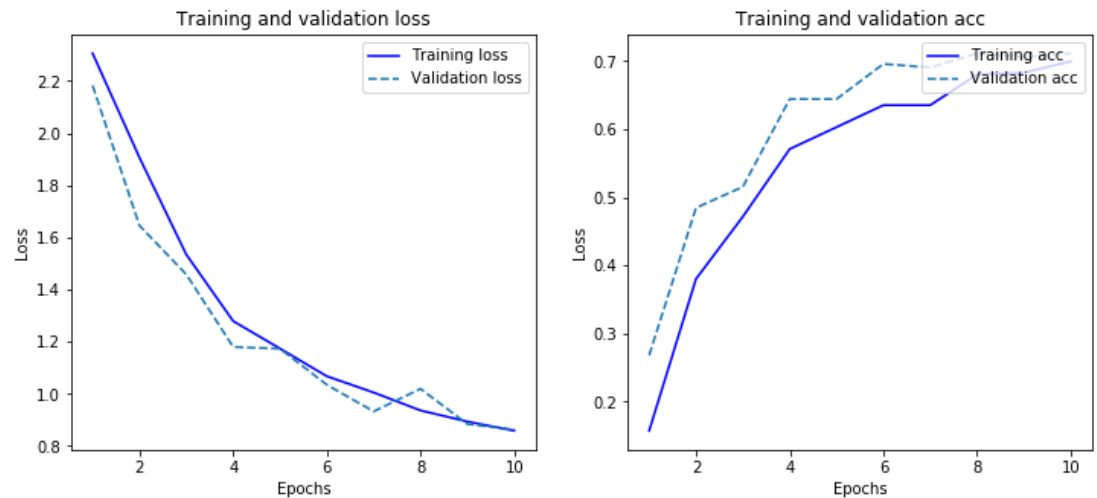 Training and validation loss
Training loss
Validation loss
2.2
2.0
1.8
1.6
1.4
1.2
1.0
0.8
Loss
2 4 6 8 10
Epochs
Training and validation acc
Training acc
Validation acc
0.7
0.6
0.5
0.4
0.3
0.2
Loss
2 4 6 8 10
Epochs